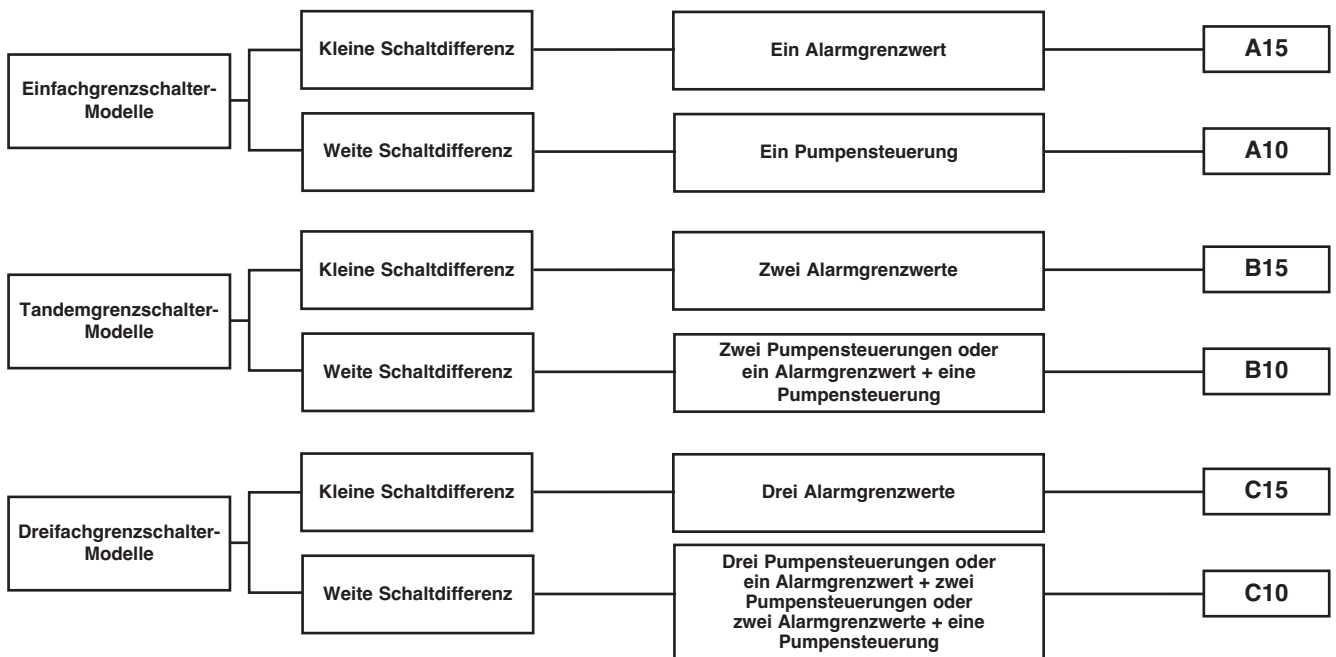 Einfachgrenzschalter-
Modelle
Kleine Schaltdifferenz
Ein Alarmgrenzwert
A15
Weite Schaltdifferenz
Ein Pumpensteuerung
A10
Tandemgrenzschalter-
Modelle
Kleine Schaltdifferenz
Zwei Alarmgrenzwerte
B15
Weite Schaltdifferenz
Zwei Pumpensteuerungen oder
ein Alarmgrenzwert + eine
Pumpensteuerung
B10
Dreifachgrenzschalter-
Modelle
Kleine Schaltdifferenz
Drei Alarmgrenzwerte
C15
Weite Schaltdifferenz
Drei Pumpensteuerungen oder
ein Alarmgrenzwert + zwei
Pumpensteuerungen oder
zwei Alarmgrenzwerte + eine
Pumpensteuerung
C10